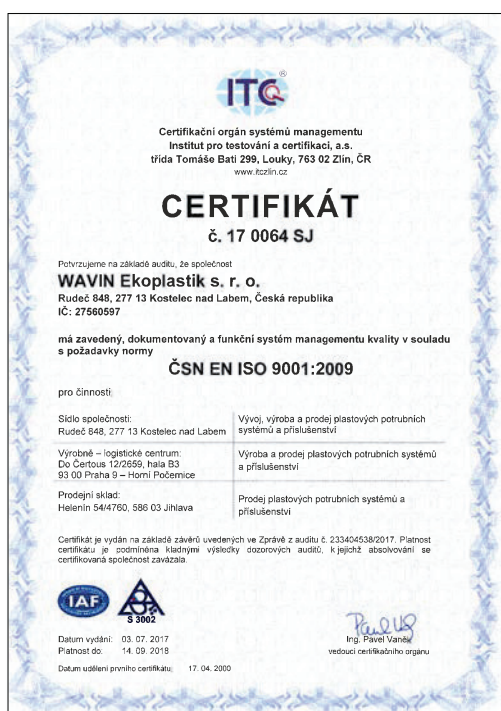 ITC ®
Certifikační orgán systémů managementu
Institut pro testování a certifikaci, a.s.
třída Tomáše Bati 299, Louky, 763 02 Zlín, ČR
www.itczlin.cz
CERTIFIKÁT
č. 17 0064 SJ
Potvrzujeme na základě auditu, že společnost
WAVIN Ekoplastik s. r. o.
Rudeč 848, 277 13 Kostelec nad Labem, Česká republika
IČ: 27560597
má zavedený, dokumentovaný a funkční systém managementu kvality v souladu
s požadavky normy
ČSN EN ISO 9001:2009
pro činnosti:
Sídlo společnosti:
Rudeč 848, 277 13 Kostelec nad Labem
Vývoj, výroba a prodej plastových potrubních
systémů a příslušenství
Výrobně – logistické centrum:
Do Čertous 12/2659, hala B3
93 00 Praha 9 – Horní Počernice
Výroba a prodej plastových potrubních systémů
a příslušenství
Prodejní sklad:
Helenín 54/4760, 586 03 Jihlava
Prodej plastových potrubních systémů a
příslušenství
Certifikát je vydán na základě závěrů uvedených ve Zprávě z auditu č. 233404538/2017. Platnost
certifikátu je podmíněna kladnými výsledky dozorových auditů, k jejichž absolvování se
certifikovaná společnost zavázala.
IAF
S 3002
Datum vydání: 03. 07. 2017
Platnost do: 14. 09. 2018
Ing. Pavel Vaněk
vedoucí certifikačního orgánu
Datum udělení prvního certifikátu: 17. 04. 2000